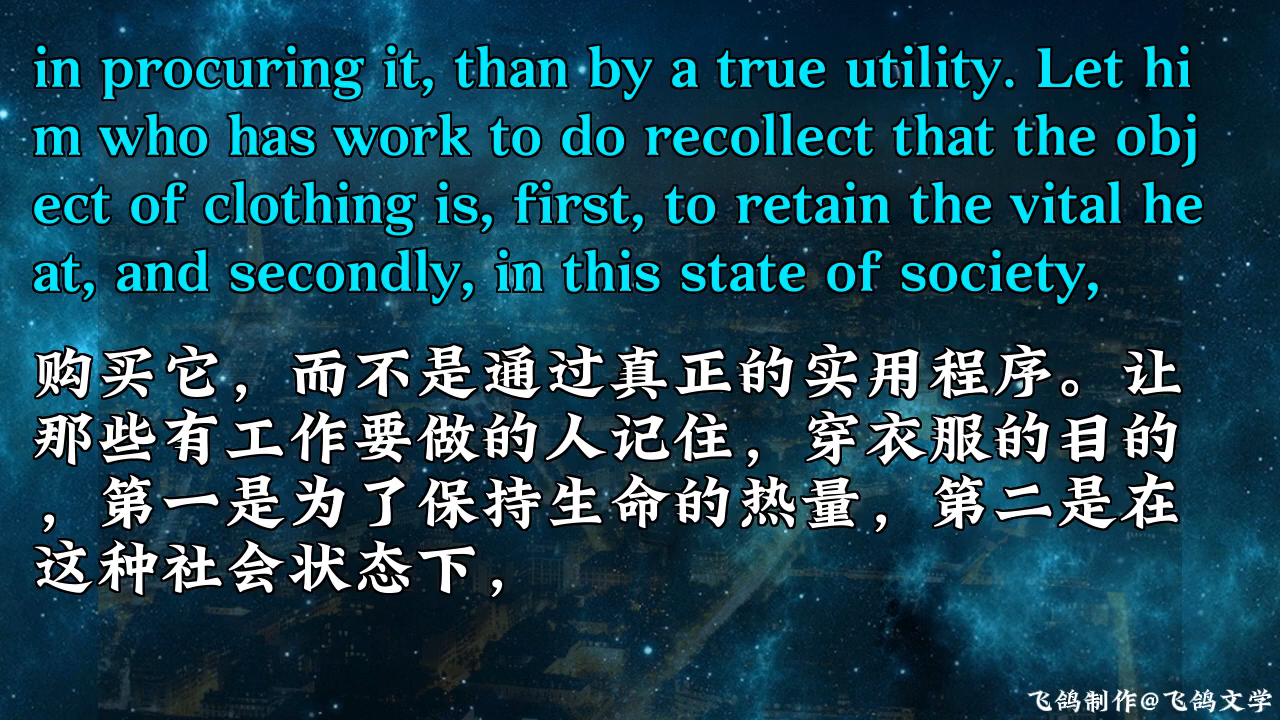 in procuring it, than by a true utility. Let hi
m who has work to do recollect that the obj
ect of clothing is, first, to retain the vital he
at, and secondly, in this state of society,
购买它，而不是通过真正的实用程序。让
那些有工作要做的人记住，穿衣服的目的
，第一是为了保持生命的热量，第二是在
这种社会状态下，
飞鸽制作@飞鸽文学